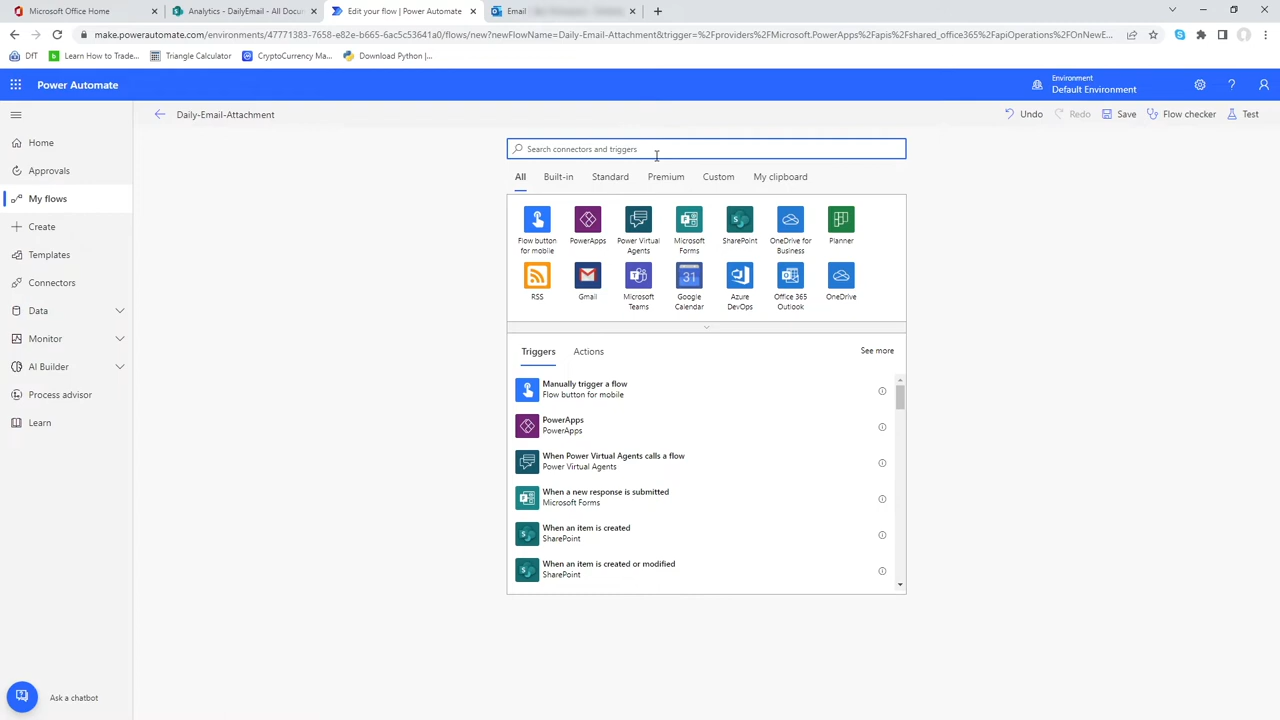 Microsoft Office Home
Analytics - DailyEmail - All Docum
Edit your flow | Power Automate
Email
make.powerautomate.com/environments/47771383-7658-e82e-b665-6ac5c53641a0/flows/new?newFlowName=Daily-Email-Attachment&trigger=%2Fproviders%2FMicrosoft.PowerApps%2Fapis%2Fshared_office365%2FapiOperations%2FOnNewE...
DfT
Learn How to Trade...
Triangle Calculator
CryptoCurrency Ma...
Download Python |...
Power Automate
Environment
Default Environment
Daily-Email-Attachment
Undo
Redo
Save
Flow checker
Test
Home
Approvals
My flows
Create
Templates
Connectors
Data
Monitor
AI Builder
Process advisor
Learn
Ask a chatbot
Search connectors and triggers
All
Built-in
Standard
Premium
Custom
My clipboard
Flow button for mobile
PowerApps
Power Virtual Agents
Microsoft Forms
SharePoint
OneDrive for Business
Planner
RSS
Gmail
Microsoft Teams
31
Google Calendar
Azure DevOps
Office 365 Outlook
OneDrive
Triggers
Actions
See more
Manually trigger a flow
Flow button for mobile
PowerApps
PowerApps
When Power Virtual Agents calls a flow
Power Virtual Agents
When a new response is submitted
Microsoft Forms
When an item is created
SharePoint
When an item is created or modified
SharePoint